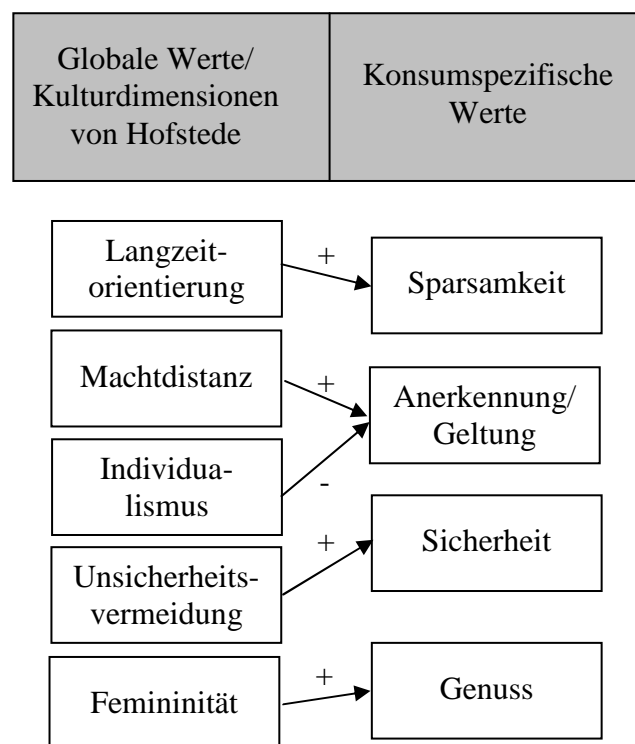 Globale Werte/
Kulturdimensionen
von Hofstede
Konsumspezifische
Werte
Langzeit-
orientierung
+
Sparsamkeit
Machtdistanz
+
Anerkennung/
Geltung
Individua-
lismus
-
Unsicherheits-
vermeidung
+
Sicherheit
Femininität
+
Genuss